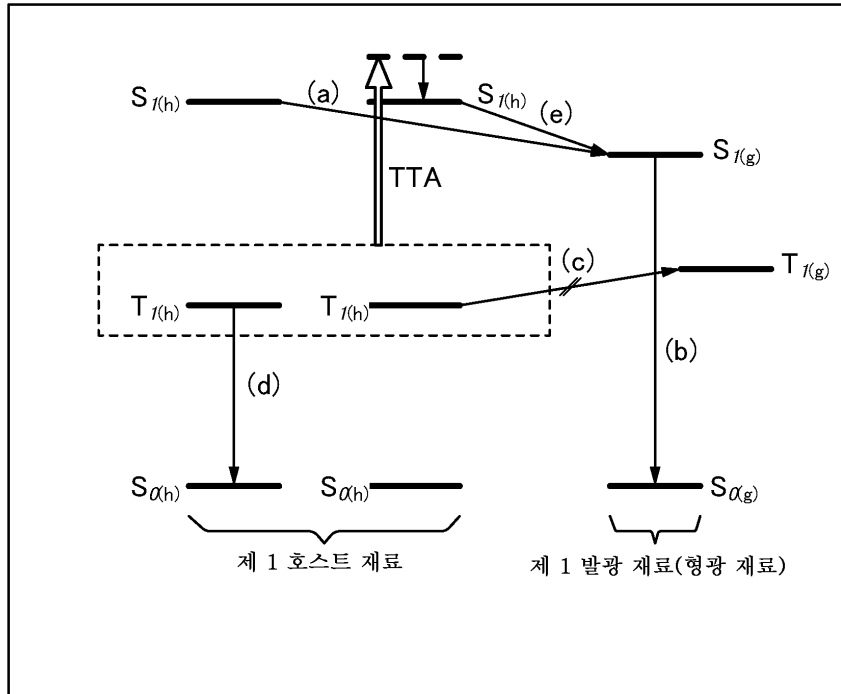 S1(h)
(a)
S1(h)
(e)
S1(g)
TTA
(c)
T1(g)
T1(h)
T1(h)
(b)
(d)
S0(h)
S0(h)
S0(g)
제 1 호스트 재료
제 1 발광 재료(형광 재료)